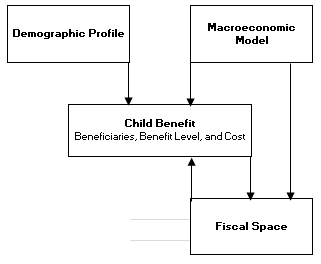 Demographic Profile
Macroeconomic
Model
Child Benefit
Beneficiaries, Benefit Level, and Cost
Fiscal Space